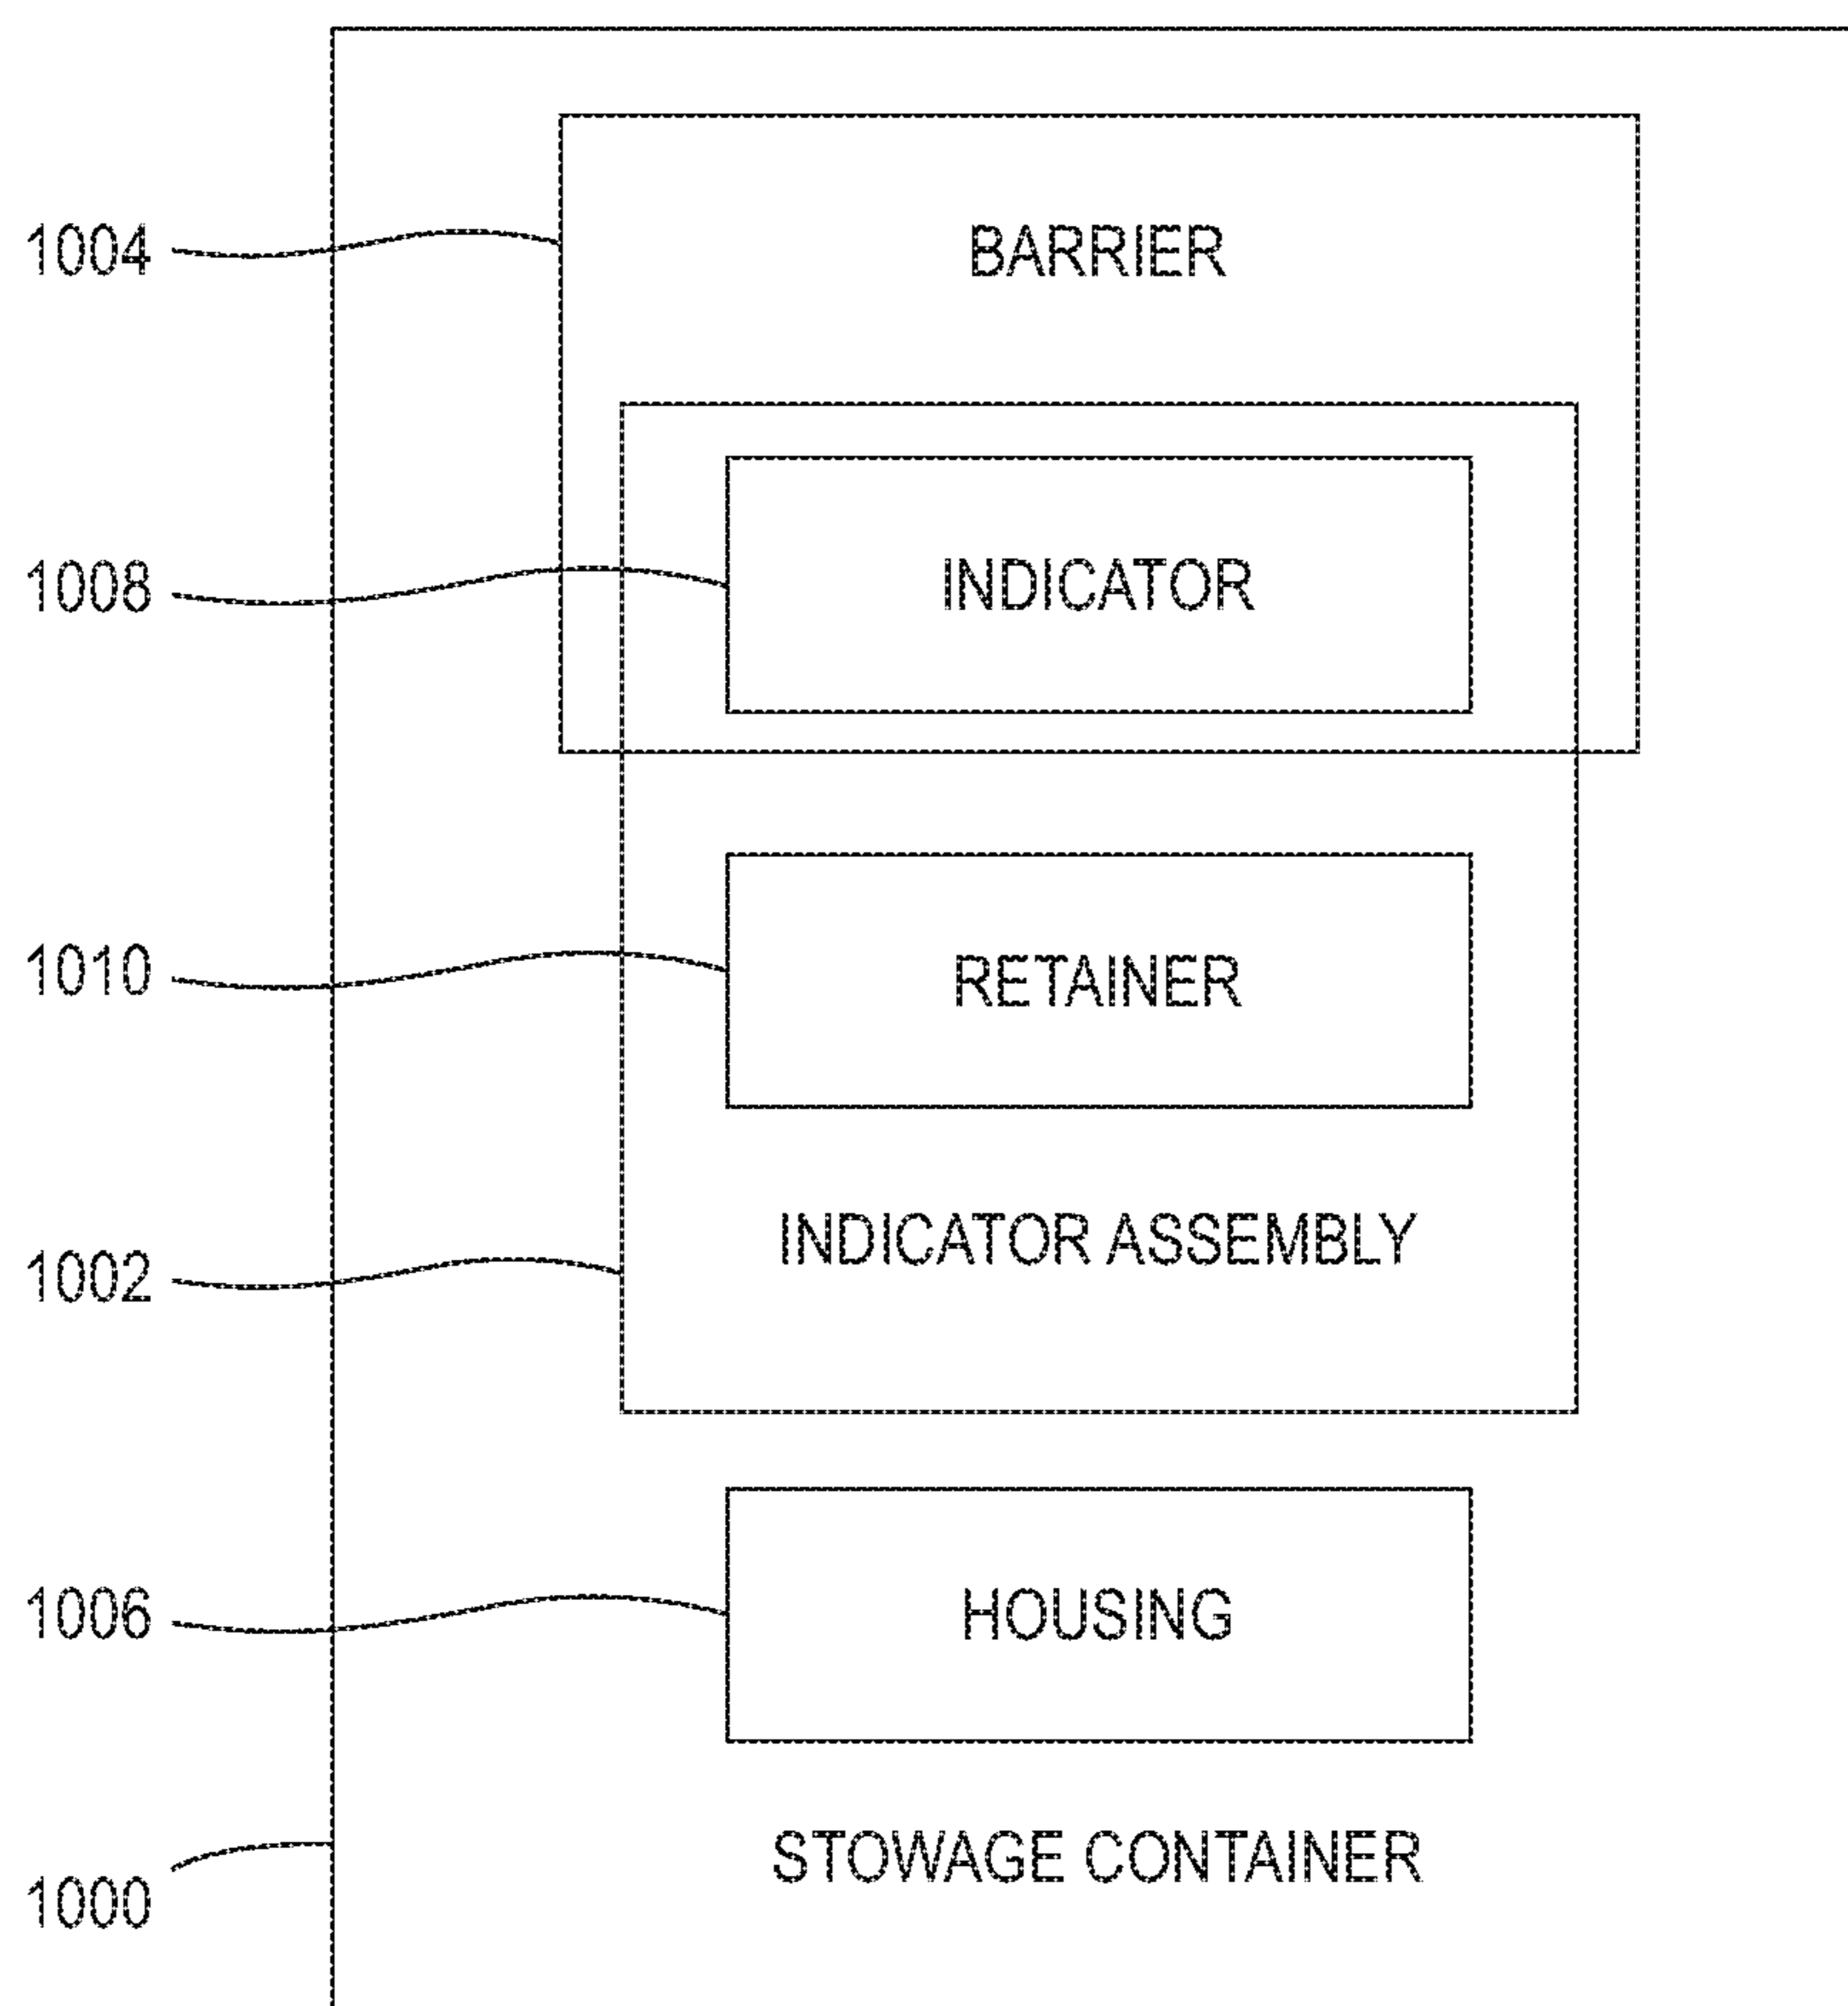 1004
BARRIER
1008
INDICATOR
1010
RETAINER
INDICATOR ASSEMBLY
1002
1006
HOUSING
STOWAGE CONTAINER
1000